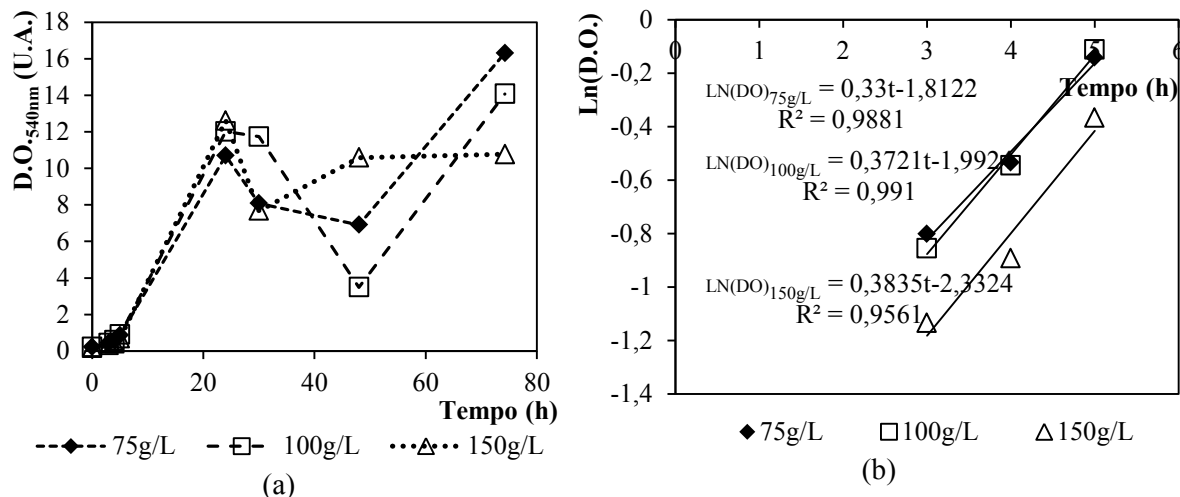 D.O.540nm (U.A.)
18
16
14
12
10
8
6
4
2
0
0
20
40
60
80
Tempo (h)
75g/L
100g/L
150g/L
(a)
Ln(D.O.)
0
-0,2
-0,4
-0,6
-0,8
-1
-1,2
-1,4
0
1
2
3
4
5
6
Tempo (h)
LN(DO)75g/L = 0,33t-1,8122
R² = 0,9881
LN(DO)100g/L = 0,3721t-1,992
R² = 0,991
LN(DO)150g/L = 0,3835t-2,3324
R² = 0,9561
75g/L
100g/L
150g/L
(b)